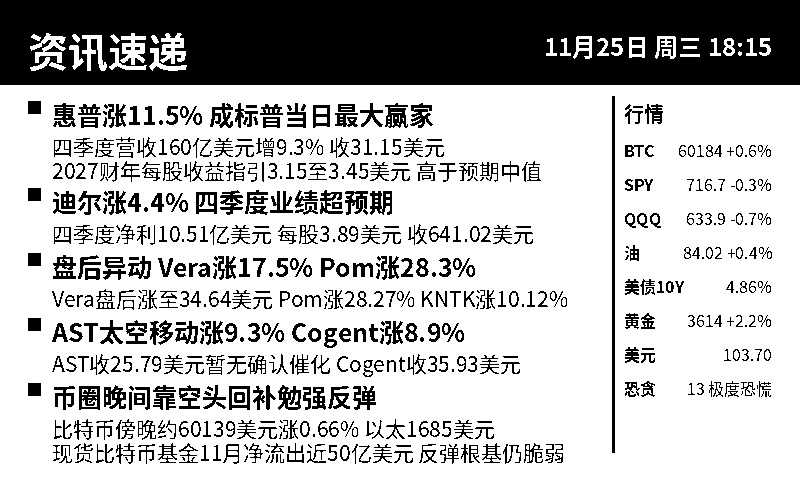 资讯速递
11月25日 周三 18:15
惠普涨11.5% 成标普当日最大赢家
四季度营收160亿美元增9.3% 收31.15美元
2027财年每股收益指引3.15至3.45美元 高于预期中值
迪尔涨4.4% 四季度业绩超预期
四季度净利10.51亿美元 每股3.89美元 收641.02美元
盘后异动 Vera涨17.5% Pom涨28.3%
Vera盘后涨至34.64美元 Pom涨28.27% KNTK涨10.12%
AST太空移动涨9.3% Cogent涨8.9%
AST收25.79美元暂无确认催化 Cogent收35.93美元
币圈晚间靠空头回补勉强反弹
比特币傍晚约60139美元涨0.66% 以太1685美元
现货比特币基金11月净流出近50亿美元 反弹根基仍脆弱
行情
BTC 60184 +0.6%
SPY 716.7 -0.3%
QQQ 633.9 -0.7%
油 84.02 +0.4%
美债10Y 4.86%
黄金 3614 +2.2%
美元 103.70
恐贪 13 极度恐慌